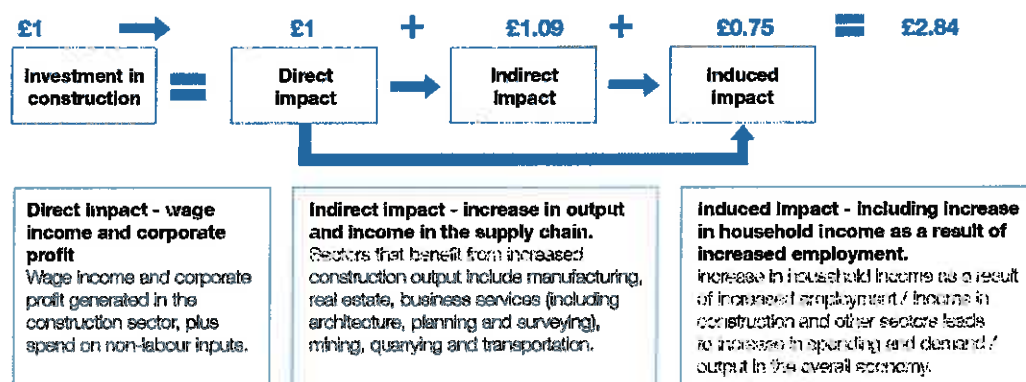 £1 £1 + £1.09 + £0.75 = £2.84
Investment in
construction
=
Direct
impact
Indirect
impact
Induced
impact
Direct impact - wage
income and corporate
profit
Wage income and corporate
profit generated in the
construction sector, plus
spend on non-labour inputs.
Indirect impact - increase in output
and income in the supply chain.
Sectors that benefit from increased
construction output include manufacturing,
real estate, business services (including
architecture, planning and surveying),
mining, quarrying and transportation.
Induced impact - including increase
in household income as a result of
increased employment.
Increase in household income as a result
of increased employment / income in
construction and other sectors leads
to increase in spending and demand /
output in the overall economy.